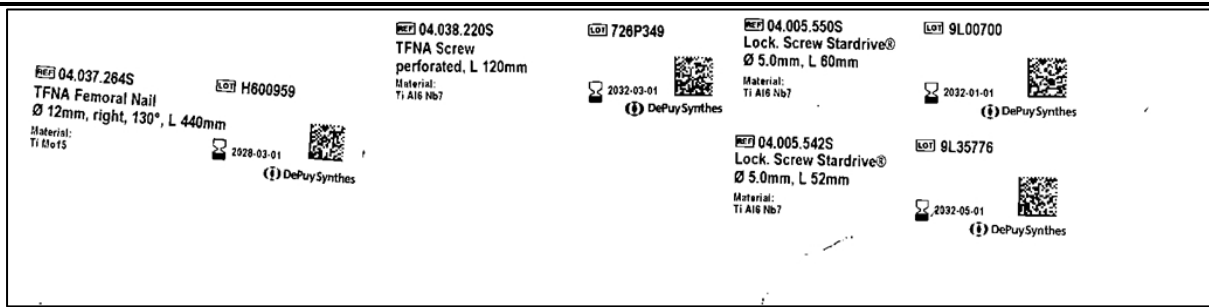 REF 04.037.264S
LOT H600959
TFNA Femoral Nail
Ø 12mm, right, 130°, L 440mm
Material:
2028-03-01
DePuySynthes
REF 04.038.220S
LOT 726P349
TFNA Screw
perforated, L 120mm
Material:
Ti Al6 Nb7
2032-03-01
DePuySynthes
REF 04.005.550S
LOT 9L00700
Lock. Screw Stardrive®
Ø 5.0mm, L 60mm
Material:
Ti Al6 Nb7
2032-01-01
DePuySynthes
REF 04.005.542S
LOT 9L35776
Lock. Screw Stardrive®
Ø 5.0mm, L 52mm
Material:
Ti Al6 Nb7
2032-05-01
DePuySynthes